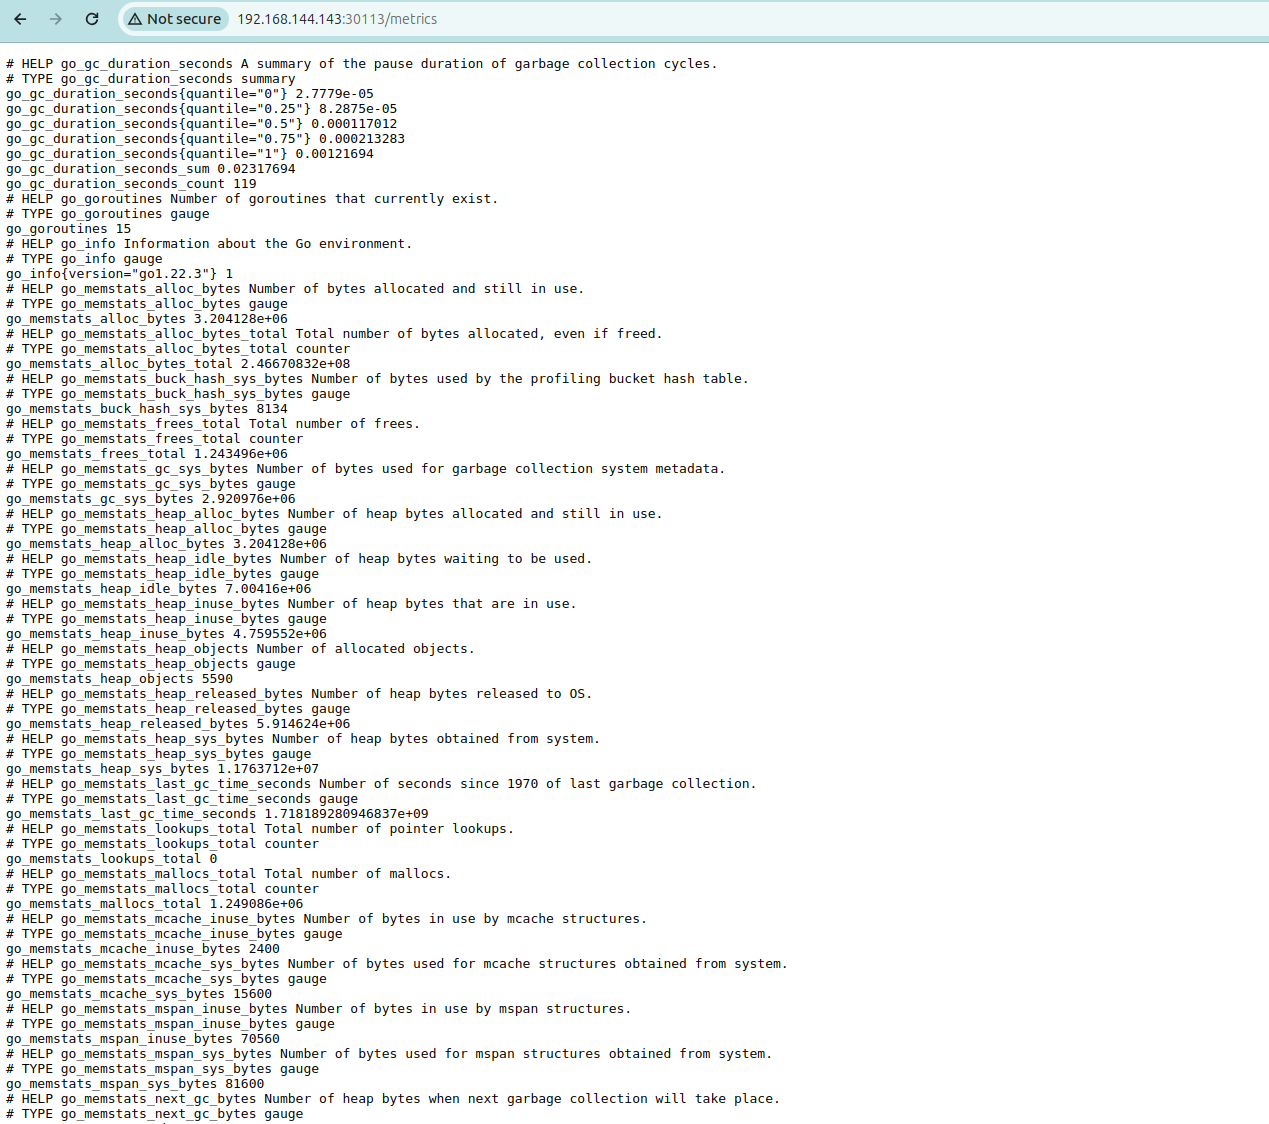 Not secure 192.168.144.143:30113/metrics
# HELP go_gc_duration_seconds A summary of the pause duration of garbage collection cycles.
# TYPE go_gc_duration_seconds summary
go_gc_duration_seconds{quantile="0"} 2.7779e-05
go_gc_duration_seconds{quantile="0.25"} 8.2875e-05
go_gc_duration_seconds{quantile="0.5"} 0.000117012
go_gc_duration_seconds{quantile="0.75"} 0.000213283
go_gc_duration_seconds{quantile="1"} 0.00121694
go_gc_duration_seconds_sum 0.02317694
go_gc_duration_seconds_count 119
# HELP go_goroutines Number of goroutines that currently exist.
# TYPE go_goroutines gauge
go_goroutines 15
# HELP go_info Information about the Go environment.
# TYPE go_info gauge
go_info{version="go1.22.3"} 1
# HELP go_memstats_alloc_bytes Number of bytes allocated and still in use.
# TYPE go_memstats_alloc_bytes gauge
go_memstats_alloc_bytes 3.204128e+06
# HELP go_memstats_alloc_bytes_total Total number of bytes allocated, even if freed.
# TYPE go_memstats_alloc_bytes_total counter
go_memstats_alloc_bytes_total 2.46670832e+08
# HELP go_memstats_buck_hash_sys_bytes Number of bytes used by the profiling bucket hash table.
# TYPE go_memstats_buck_hash_sys_bytes gauge
go_memstats_buck_hash_sys_bytes 8134
# HELP go_memstats_frees_total Total number of frees.
# TYPE go_memstats_frees_total counter
go_memstats_frees_total 1.243496e+06
# HELP go_memstats_gc_sys_bytes Number of bytes used for garbage collection system metadata.
# TYPE go_memstats_gc_sys_bytes gauge
go_memstats_gc_sys_bytes 2.920976e+06
# HELP go_memstats_heap_alloc_bytes Number of heap bytes allocated and still in use.
# TYPE go_memstats_heap_alloc_bytes gauge
go_memstats_heap_alloc_bytes 3.204128e+06
# HELP go_memstats_heap_idle_bytes Number of heap bytes waiting to be used.
# TYPE go_memstats_heap_idle_bytes gauge
go_memstats_heap_idle_bytes 7.00416e+06
# HELP go_memstats_heap_inuse_bytes Number of heap bytes that are in use.
# TYPE go_memstats_heap_inuse_bytes gauge
go_memstats_heap_inuse_bytes 4.759552e+06
# HELP go_memstats_heap_objects Number of allocated objects.
# TYPE go_memstats_heap_objects gauge
go_memstats_heap_objects 5590
# HELP go_memstats_heap_released_bytes Number of heap bytes released to OS.
# TYPE go_memstats_heap_released_bytes gauge
go_memstats_heap_released_bytes 5.914624e+06
# HELP go_memstats_heap_sys_bytes Number of heap bytes obtained from system.
# TYPE go_memstats_heap_sys_bytes gauge
go_memstats_heap_sys_bytes 1.1763712e+07
# HELP go_memstats_last_gc_time_seconds Number of seconds since 1970 of last garbage collection.
# TYPE go_memstats_last_gc_time_seconds gauge
go_memstats_last_gc_time_seconds 1.718189280946837e+09
# HELP go_memstats_lookups_total Total number of pointer lookups.
# TYPE go_memstats_lookups_total counter
go_memstats_lookups_total 0
# HELP go_memstats_mallocs_total Total number of mallocs.
# TYPE go_memstats_mallocs_total counter
go_memstats_mallocs_total 1.249086e+06
# HELP go_memstats_mcache_inuse_bytes Number of bytes in use by mcache structures.
# TYPE go_memstats_mcache_inuse_bytes gauge
go_memstats_mcache_inuse_bytes 2400
# HELP go_memstats_mcache_sys_bytes Number of bytes used for mcache structures obtained from system.
# TYPE go_memstats_mcache_sys_bytes gauge
go_memstats_mcache_sys_bytes 15600
# HELP go_memstats_mspan_inuse_bytes Number of bytes in use by mspan structures.
# TYPE go_memstats_mspan_inuse_bytes gauge
go_memstats_mspan_inuse_bytes 70560
# HELP go_memstats_mspan_sys_bytes Number of bytes used for mspan structures obtained from system.
# TYPE go_memstats_mspan_sys_bytes gauge
go_memstats_mspan_sys_bytes 81600
# HELP go_memstats_next_gc_bytes Number of heap bytes when next garbage collection will take place.
# TYPE go_memstats_next_gc_bytes gauge